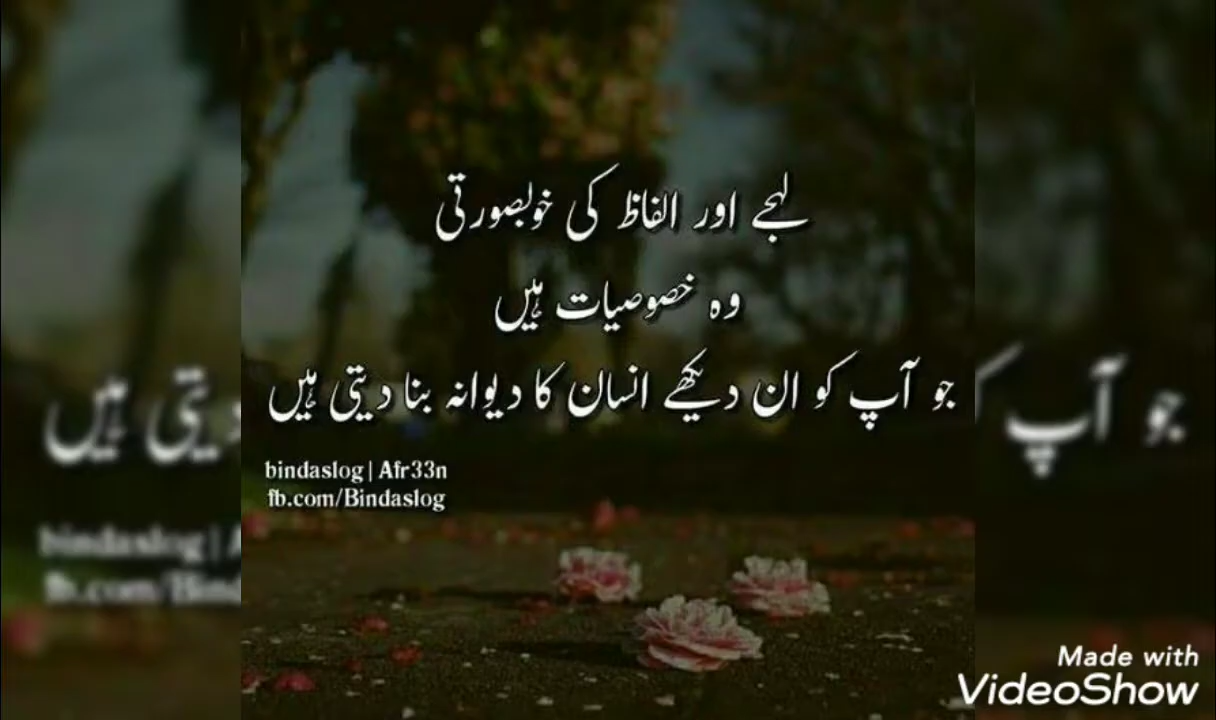 لہجے اور الفاظ کی خوبصورتی
وہ خصوصیات ہیں
جو آپ کو ان دیکھے انسان کا دیوانہ بنا دیتی ہیں
bindaslog | Afr33n
fb.com/Bindaslog
Made with
VideoShow